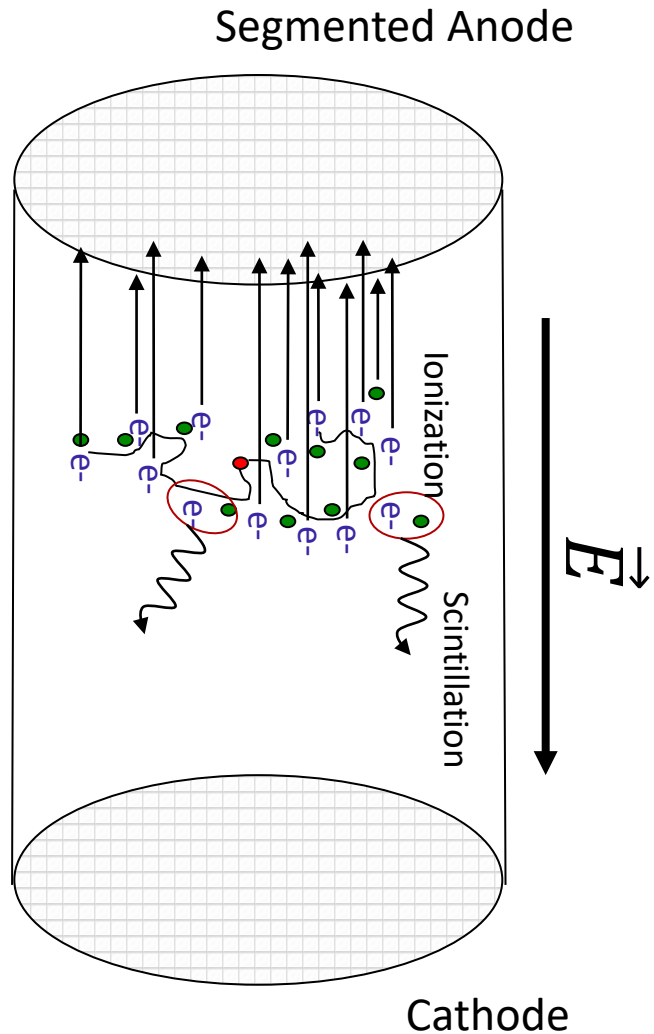 Segmented Anode
Ionization
e-
e-
e-
e-
e-
e-
e-
e-
e-
e-
e-
e-
e-
E⃗
Scintillation
Cathode